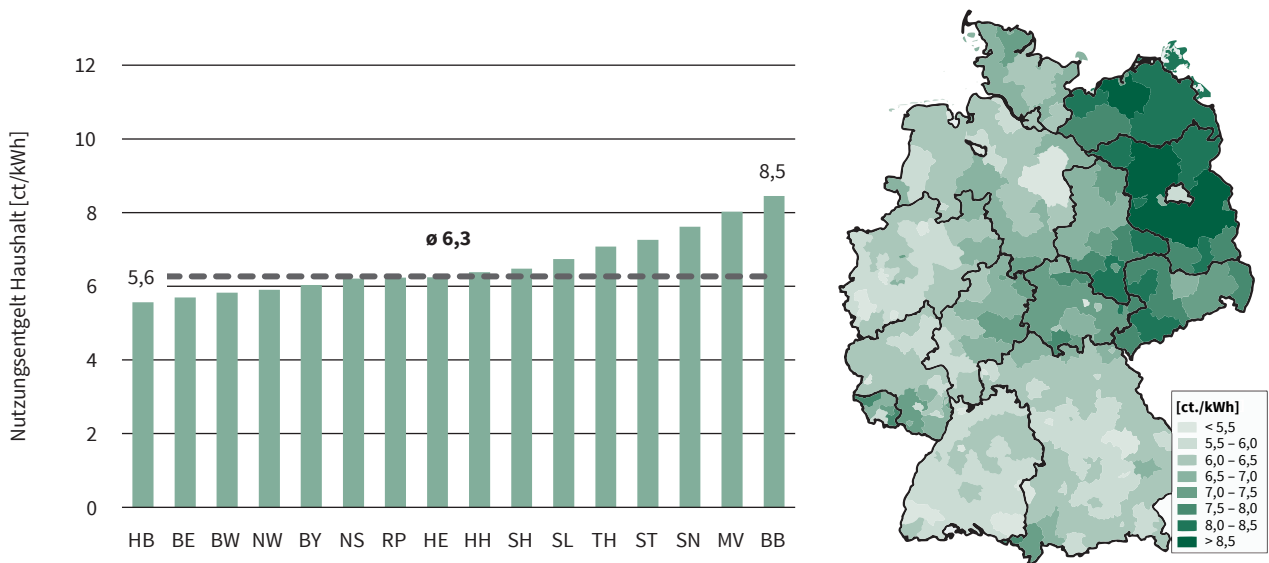 Nutzungsentgelt Haushalt [ct/kWh]
12
10
8
6
4
2
0
5,6
ø 6,3
8,5
HB BE BW NW BY NS RP HE HH SH SL TH ST SN MV BB
[ct./kWh]
< 5,5
5,5 – 6,0
6,0 – 6,5
6,5 – 7,0
7,0 – 7,5
7,5 – 8,0
8,0 – 8,5
> 8,5